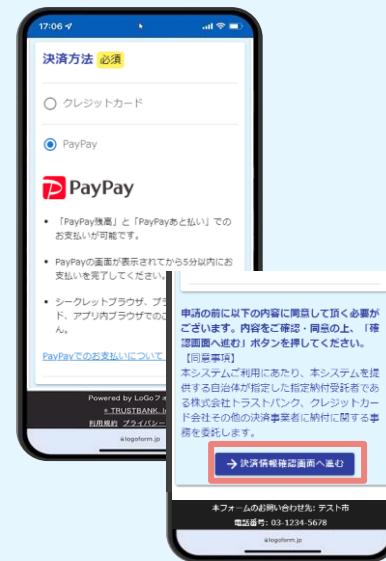 17:06
決済方法 必須
クレジットカード
PayPay
PayPay
• 「PayPay残高」と「PayPayあと払い」での
お支払いが可能です。
• PayPayの画面が表示されてから5分以内にお
支払いを完了してください。
• シークレットブラウザ、プラ
ド、アプリ内ブラウザでのご
ん。
PayPayでのお支払いについて
Powered by LoGoフォ
TRUSTBANK, I
利用規約 プライバシー
logoform.jp
申請の前に以下の内容に同意して頂く必要が
ございます。内容をご確認・同意の上、「確
認画面へ進む」ボタンを押してください。
【同意事項】
本システムご利用にあたり、本システムを提
供する自治体が指定した指定納付受託者であ
る株式会社トラストバンク、クレジットカー
ド会社その他の決済事業者に納付に関する事
務を委託します。
→ 決済情報確認画面へ進む
本フォームのお問い合わせ先: テスト市
電話番号: 03-1234-5678
logoform.jp